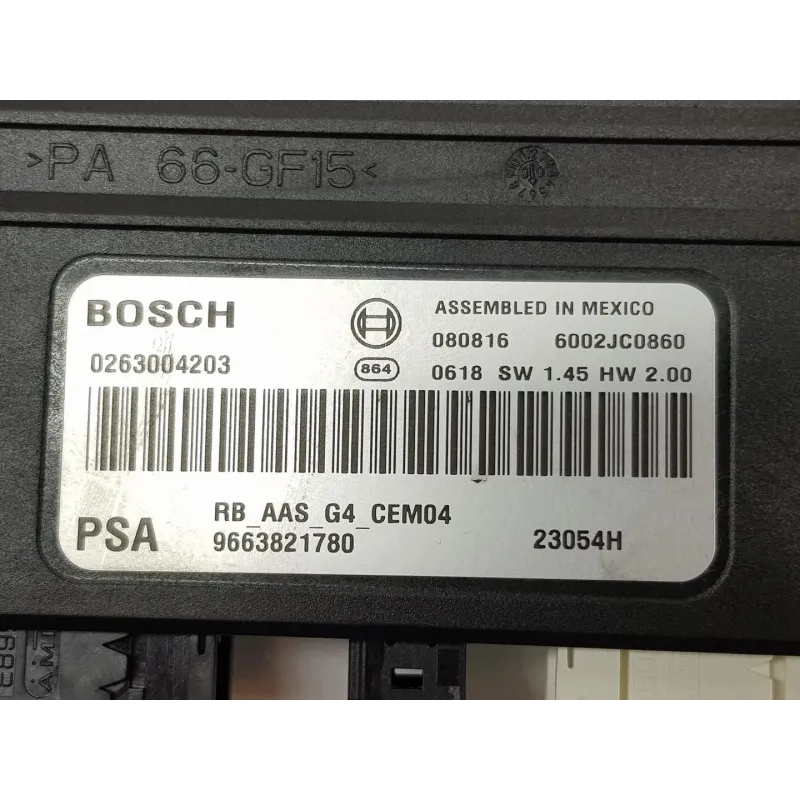 >PA 66-GF15<
BOSCH
ASSEMBLED IN MEXICO
080816 6002JC0860
0263004203
864
0618 SW 1.45 HW 2.00
RB_AAS_G4_CEM04
PSA
9663821780
23054H